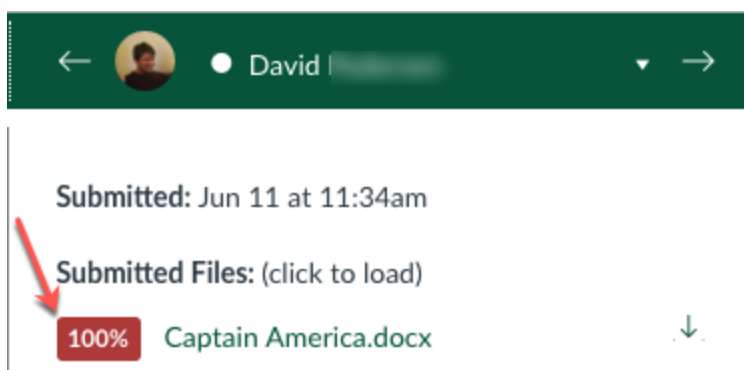 David
Submitted: Jun 11 at 11:34am
Submitted Files: (click to load)
100% Captain America.docx